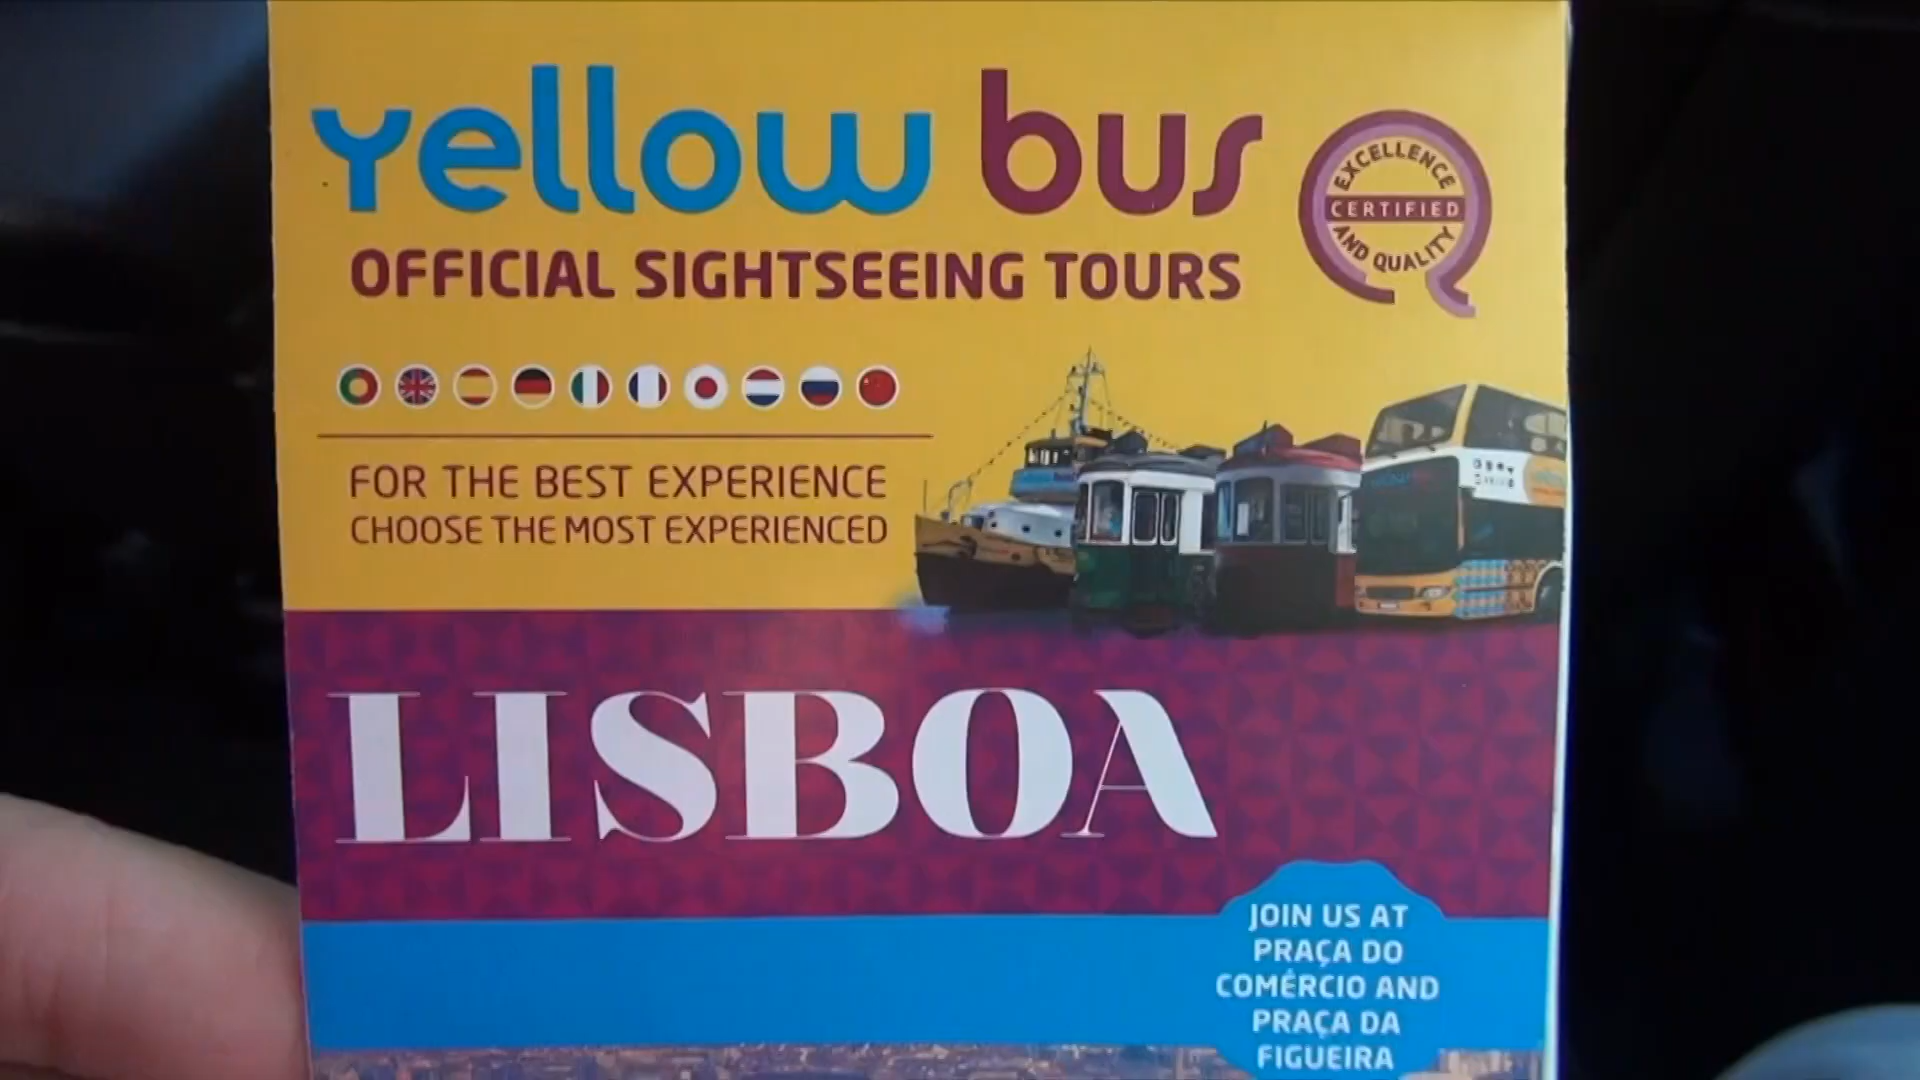 yellow bus
OFFICIAL SIGHTSEEING TOURS
EXCELLENCE
CERTIFIED
AND QUALITY
FOR THE BEST EXPERIENCE
CHOOSE THE MOST EXPERIENCED
LISBOA
JOIN US AT
PRAÇA DO
COMÉRCIO AND
PRAÇA DA
FIGUEIRA